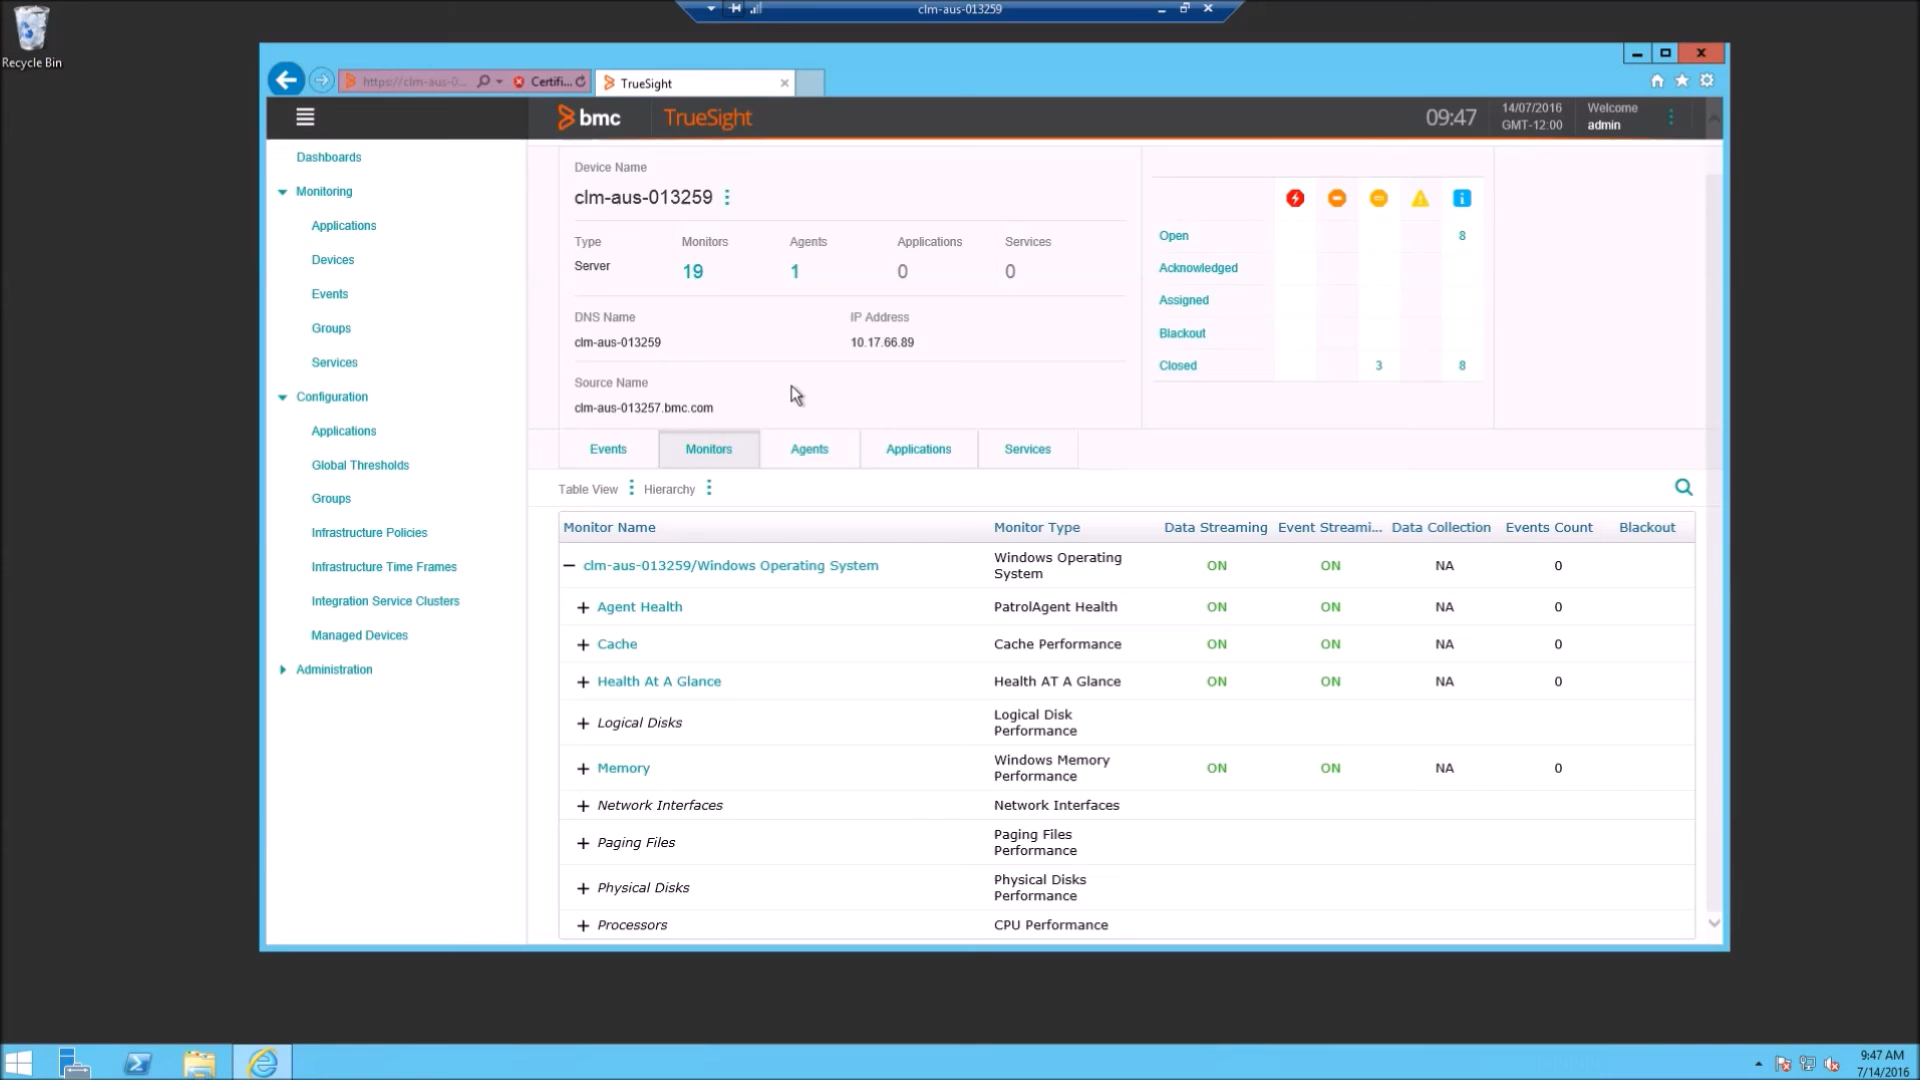 clm-aus-013259
Recycle Bin
https://clm-aus-0...
Certifi...
TrueSight
bmc
TrueSight
09:47
14/07/2016
GMT-12:00
Welcome
admin
Dashboards
Monitoring
Applications
Devices
Events
Groups
Services
Configuration
Applications
Global Thresholds
Groups
Infrastructure Policies
Infrastructure Time Frames
Integration Service Clusters
Managed Devices
Administration
Device Name
clm-aus-013259
Type Monitors Agents Applications Services
Server 19 1 0 0
DNS Name IP Address
clm-aus-013259 10.17.66.89
Source Name
clm-aus-013257.bmc.com
Open 8
Acknowledged
Assigned
Blackout
Closed 3 8
Events Monitors Agents Applications Services
Table View Hierarchy
Monitor Name Monitor Type Data Streaming Event Streami... Data Collection Events Count Blackout
clm-aus-013259/Windows Operating System Windows Operating System ON ON NA 0
Agent Health PatrolAgent Health ON ON NA 0
Cache Cache Performance ON ON NA 0
Health At A Glance Health AT A Glance ON ON NA 0
Logical Disks Logical Disk Performance
Memory Windows Memory Performance ON ON NA 0
Network Interfaces Network Interfaces
Paging Files Paging Files Performance
Physical Disks Physical Disks Performance
Processors CPU Performance
9:47 AM
7/14/2016